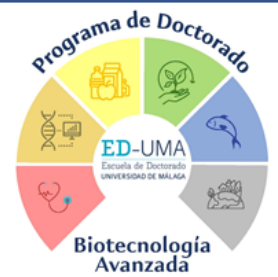 Programa de Doctorado
ED-UMA
Escuela de Doctorado
UNIVERSIDAD DE MÁLAGA
Biotecnología
Avanzada